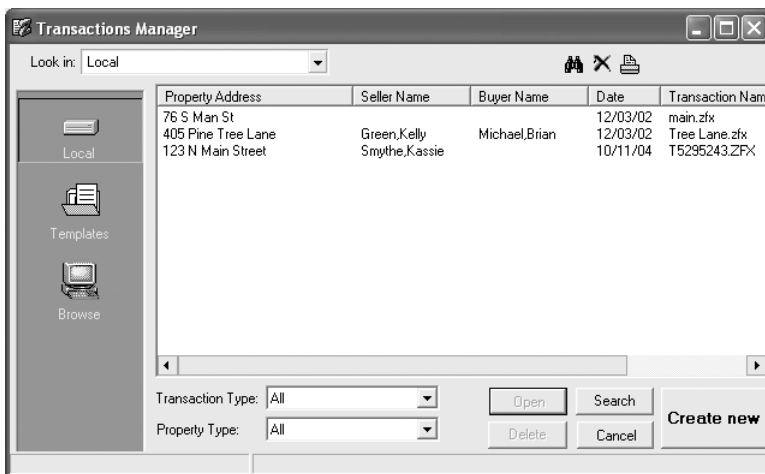 Transactions Manager
Look in: Local
Property Address Seller Name Buyer Name Date Transaction Nam
76 S Man St 12/03/02 main.zfx
405 Pine Tree Lane Green,Kelly Michael,Brian 12/03/02 Tree Lane.zfx
123 N Main Street Smythe,Kassie 10/11/04 T5295243.ZFX
Local
Templates
Browse
Transaction Type: All
Property Type: All
Open Search
Delete Cancel
Create new